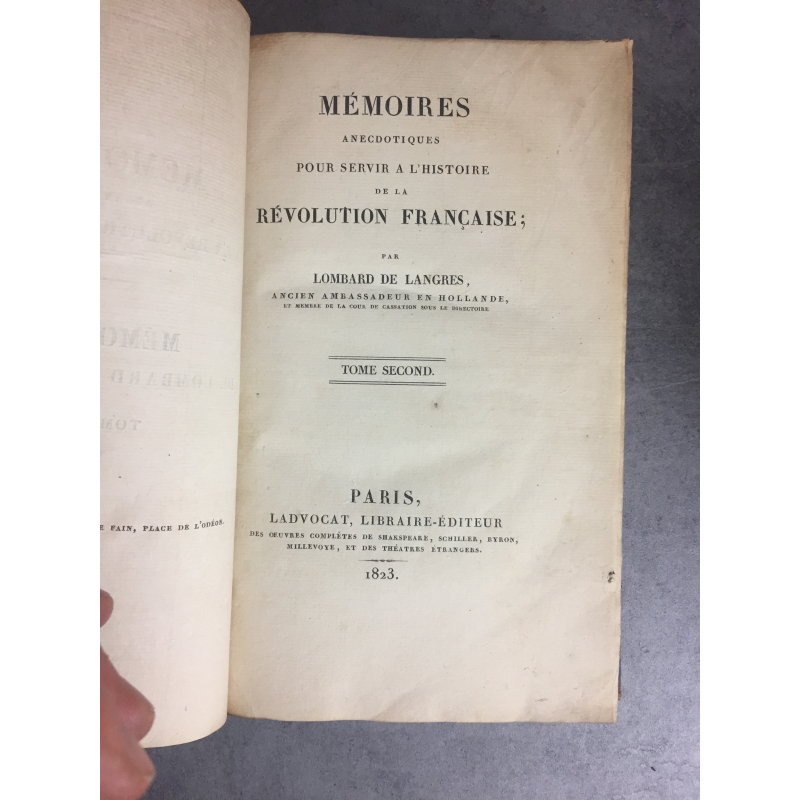 E FAIN, PLACE DE L'ODÉON.
MÉMOIRES
ANECDOTIQUES
POUR SERVIR A L'HISTOIRE
DE LA
RÉVOLUTION FRANÇAISE;
PAR
LOMBARD DE LANGRES,
ANCIEN AMBASSADEUR EN HOLLANDE,
ET MEMBRE DE LA COUR DE CASSATION SOUS LE DIRECTOIRE.
TOME SECOND.
PARIS,
LADVOCAT, LIBRAIRE-ÉDITEUR
DES ŒUVRES COMPLÈTES DE SHAKSPEARE, SCHILLER, BYRON,
MILLEVOYE, ET DES THÉATRES ÉTRANGERS.
1823.